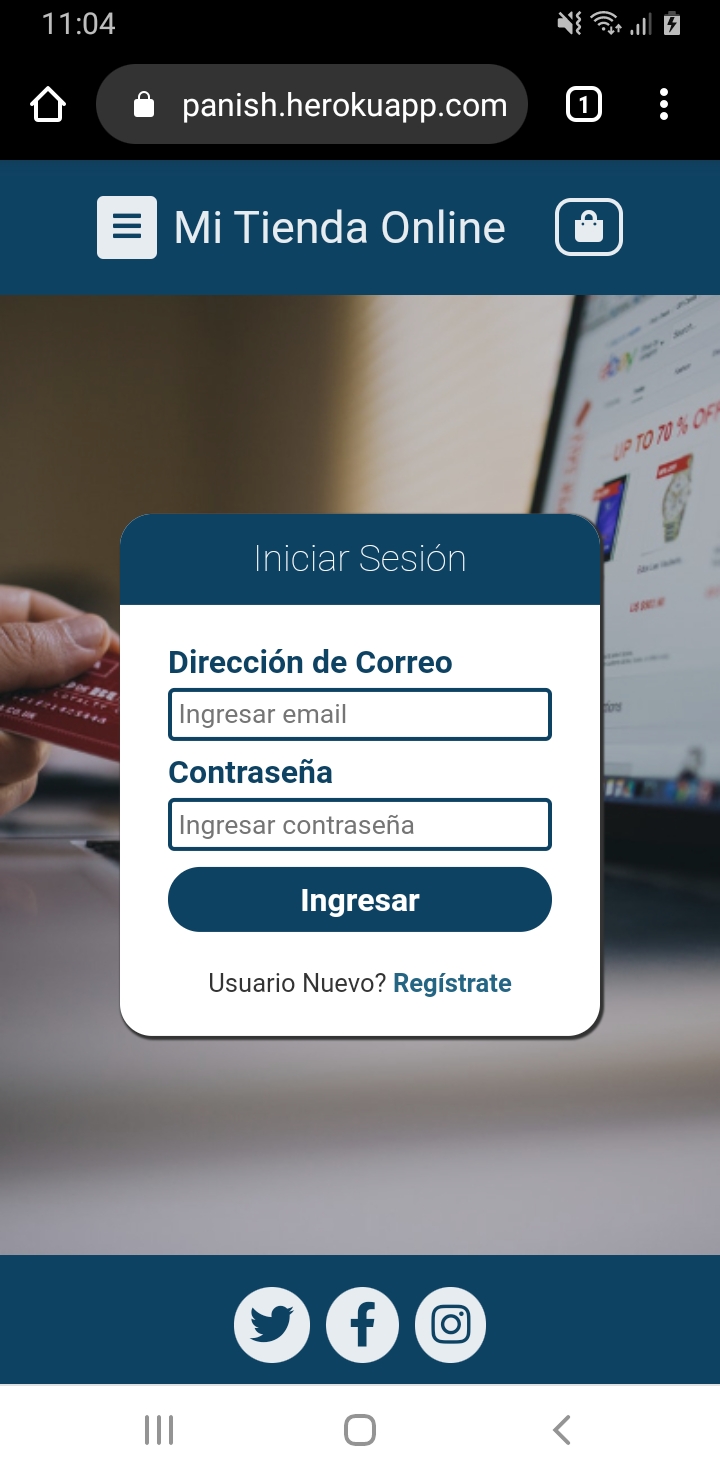 11:04
panish.herokuapp.com
1
Mi Tienda Online
ebay
UP TO 70 % OFF
Iniciar Sesión
Dirección de Correo
Ingresar email
Contraseña
Ingresar contraseña
Ingresar
Usuario Nuevo? Regístrate